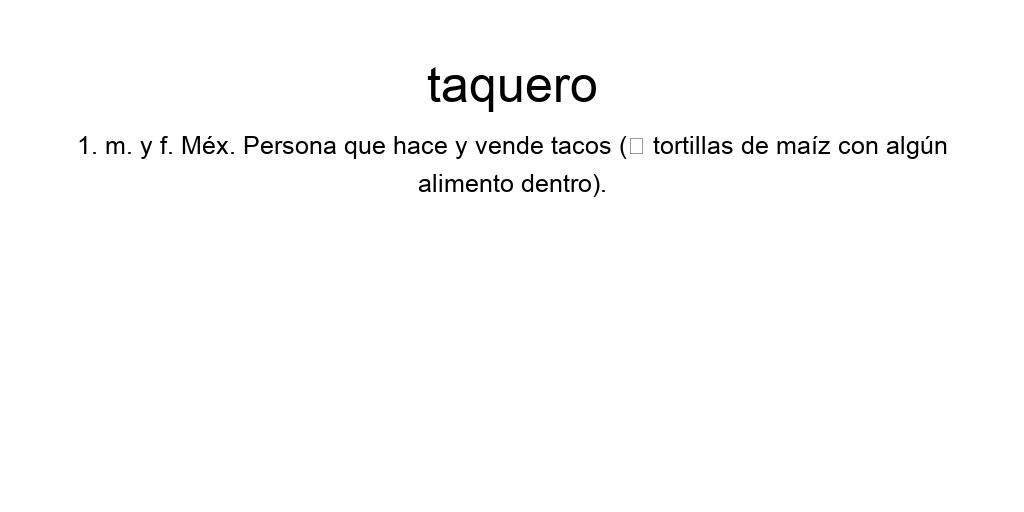 taquero
1. m. y f. Méx. Persona que hace y vende tacos (□ tortillas de maíz con algún
alimento dentro).